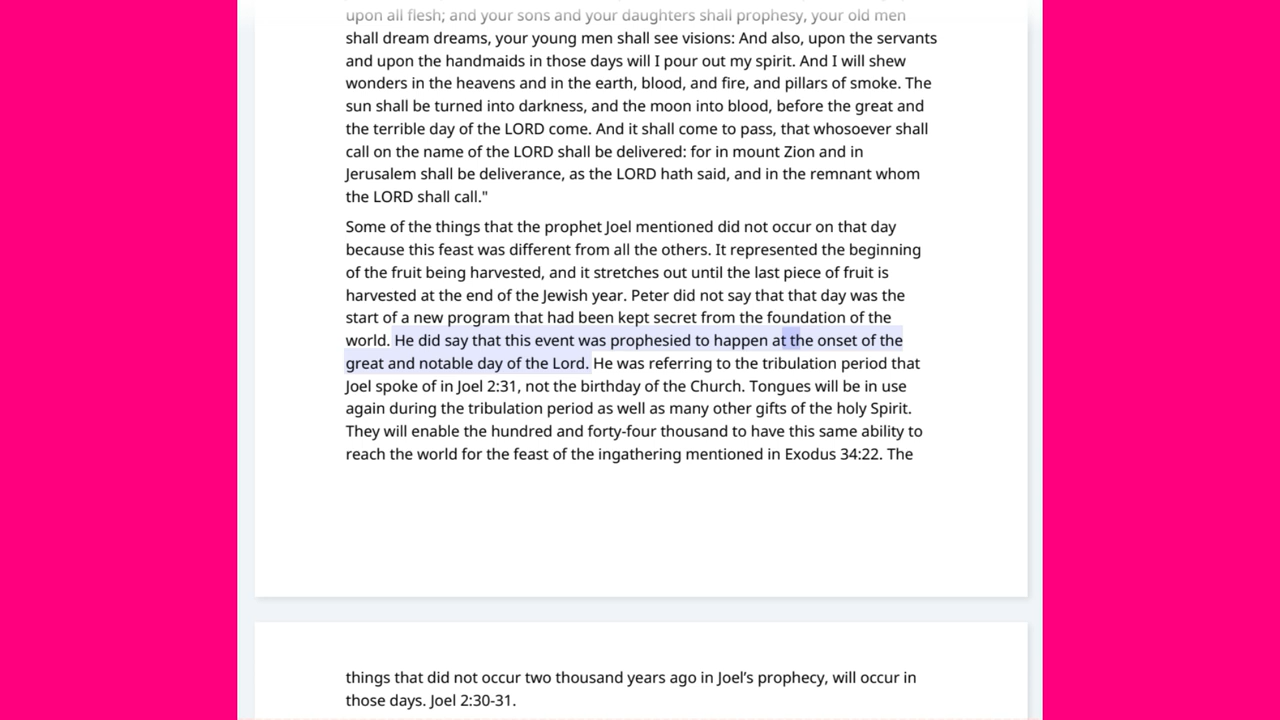 upon all flesh; and your sons and your daughters shall prophesy, your old men
shall dream dreams, your young men shall see visions: And also, upon the servants
and upon the handmaids in those days will I pour out my spirit. And I will shew
wonders in the heavens and in the earth, blood, and fire, and pillars of smoke. The
sun shall be turned into darkness, and the moon into blood, before the great and
the terrible day of the LORD come. And it shall come to pass, that whosoever shall
call on the name of the LORD shall be delivered: for in mount Zion and in
Jerusalem shall be deliverance, as the LORD hath said, and in the remnant whom
the LORD shall call."
Some of the things that the prophet Joel mentioned did not occur on that day
because this feast was different from all the others. It represented the beginning
of the fruit being harvested, and it stretches out until the last piece of fruit is
harvested at the end of the Jewish year. Peter did not say that that day was the
start of a new program that had been kept secret from the foundation of the
world. He did say that this event was prophesied to happen at the onset of the
great and notable day of the Lord. He was referring to the tribulation period that
Joel spoke of in Joel 2:31, not the birthday of the Church. Tongues will be in use
again during the tribulation period as well as many other gifts of the holy Spirit.
They will enable the hundred and forty-four thousand to have this same ability to
reach the world for the feast of the ingathering mentioned in Exodus 34:22. The
things that did not occur two thousand years ago in Joel's prophecy, will occur in
those days. Joel 2:30-31.